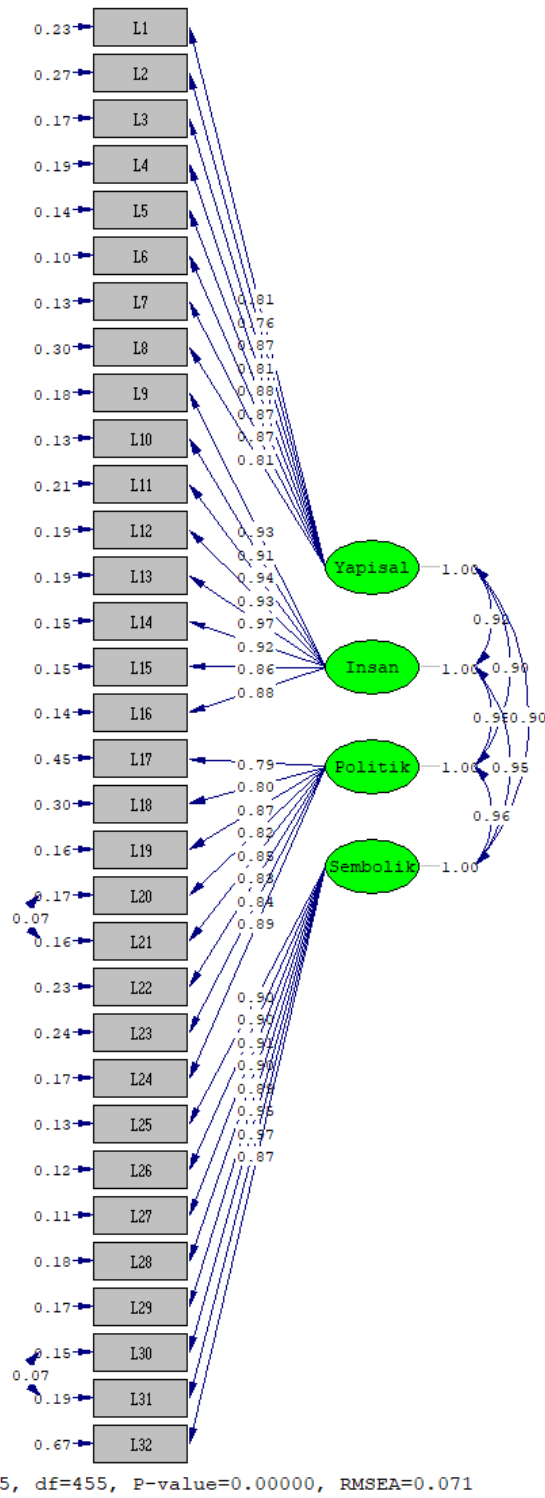 0.23 L1
0.27 L2
0.17 L3
0.19 L4
0.14 L5
0.10 L6
0.13 L7
0.30 L8
0.18 L9
0.13 L10
0.21 L11
0.19 L12
0.19 L13
0.15 L14
0.15 L15
0.14 L16
0.45 L17
0.30 L18
0.16 L19
0.17 L20
0.07
0.16 L21
0.23 L22
0.24 L23
0.17 L24
0.13 L25
0.12 L26
0.11 L27
0.18 L28
0.17 L29
0.15 L30
0.07
0.19 L31
0.67 L32
0.81
0.76
0.87
0.81
0.88
0.87
0.87
0.81
0.93
0.91
0.94
0.93
0.97
0.92
0.86
0.88
0.79
0.80
0.87
0.82
0.85
0.83
0.84
0.89
0.90
0.90
0.91
0.97
0.87
Yapisal 1.00
Insan 1.00
Politik 1.00
Sembolik 1.00
0.92
0.90
0.90
0.95
0.96
5, df=455, P-value=0.00000, RMSEA=0.071